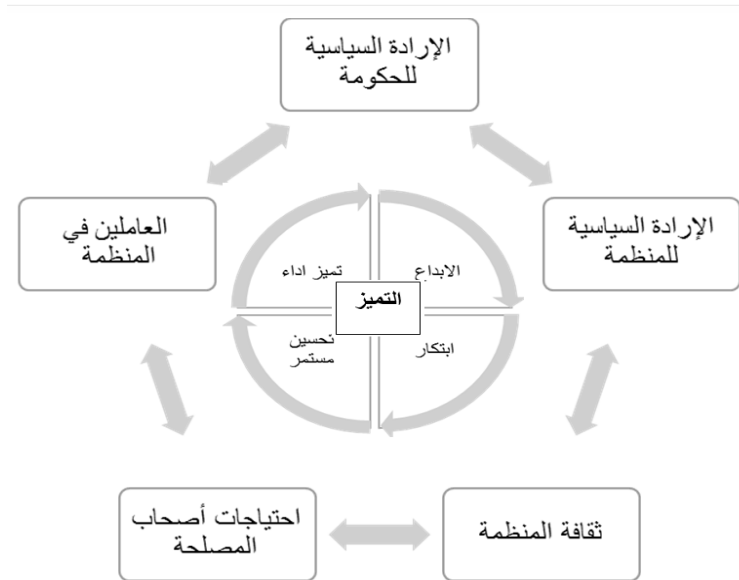 الإرادة السياسية
للحكومة
العاملين في
المنظمة
الإرادة السياسية
للمنظمة
تميز اداء
الابداع
التميز
تحسين
مستمر
ابتكار
احتياجات أصحاب
المصلحة
ثقافة المنظمة